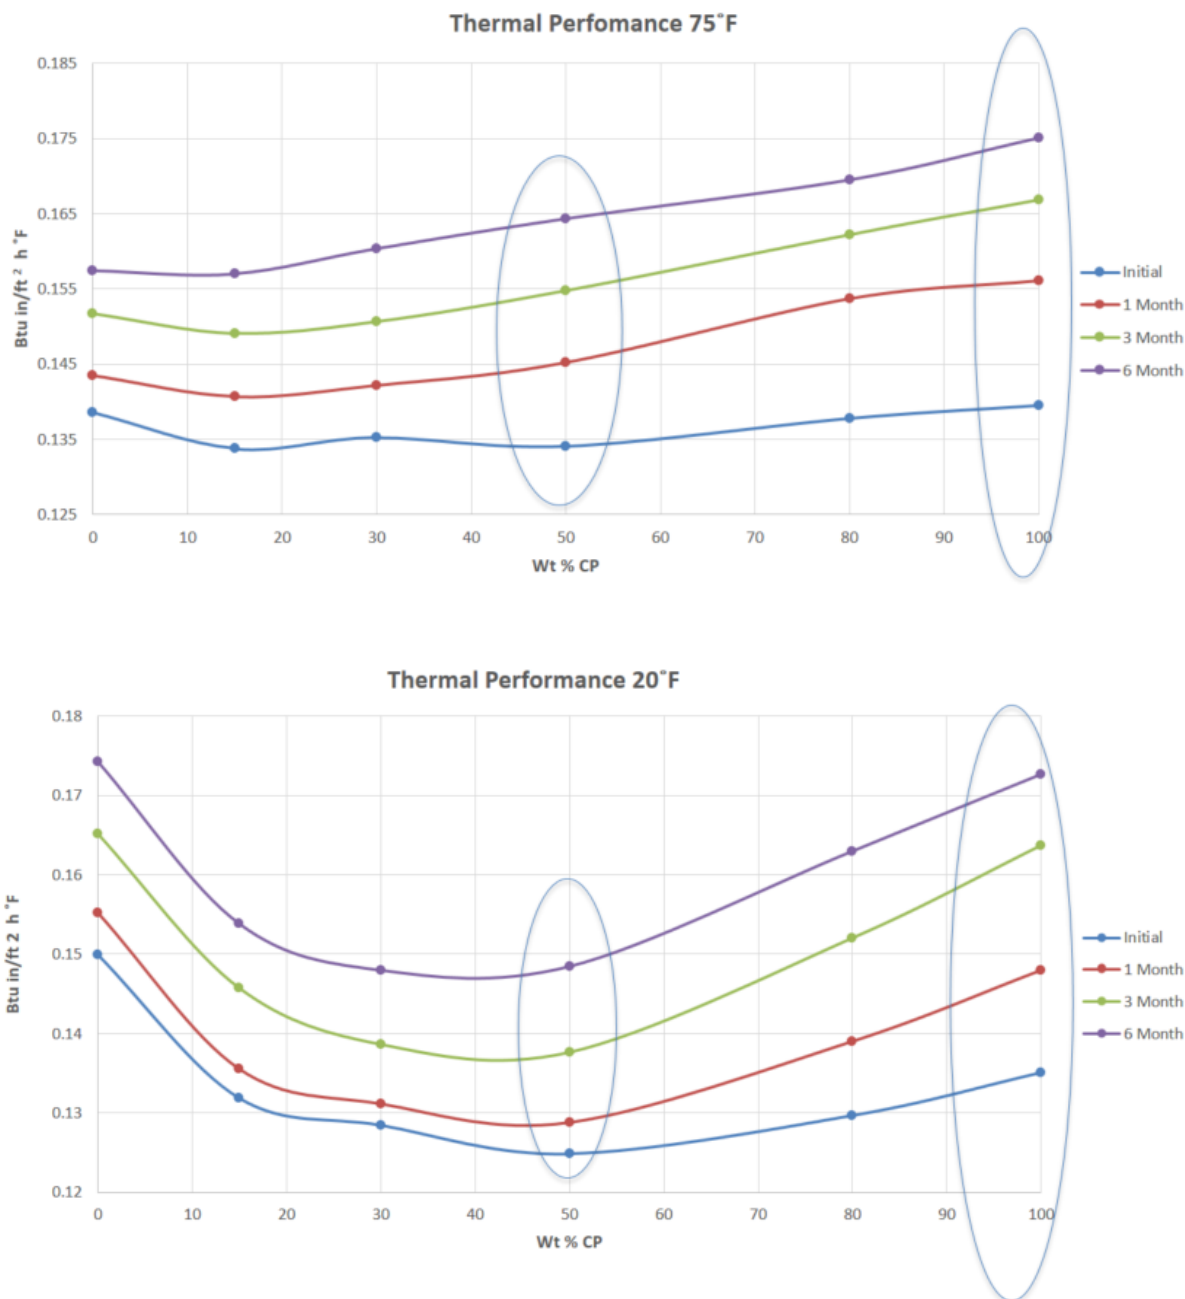 Thermal Perfomance 75˚F
0.185
0.175
0.165
0.155
0.145
0.135
0.125
Btu in/ft ² h ˚F
0 10 20 30 40 50 60 70 80 90 100
Wt % CP
Initial
1 Month
3 Month
6 Month
Thermal Performance 20˚F
0.18
0.17
0.16
0.15
0.14
0.13
0.12
Btu in/ft 2 h ˚F
0 10 20 30 40 50 60 70 80 90 100
Wt % CP
Initial
1 Month
3 Month
6 Month